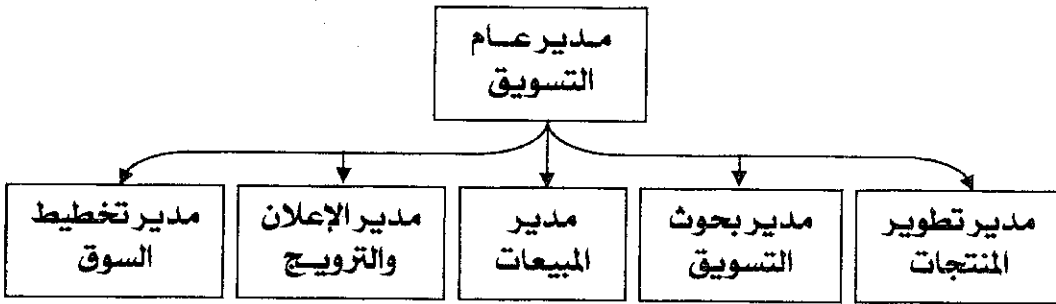 مدير عام
التسويق
مدير تطوير
المنتجات
مدير بحوث
التسويق
مدير
المبيعات
مدير الإعلان
والترويج
مدير تخطيط
السوق